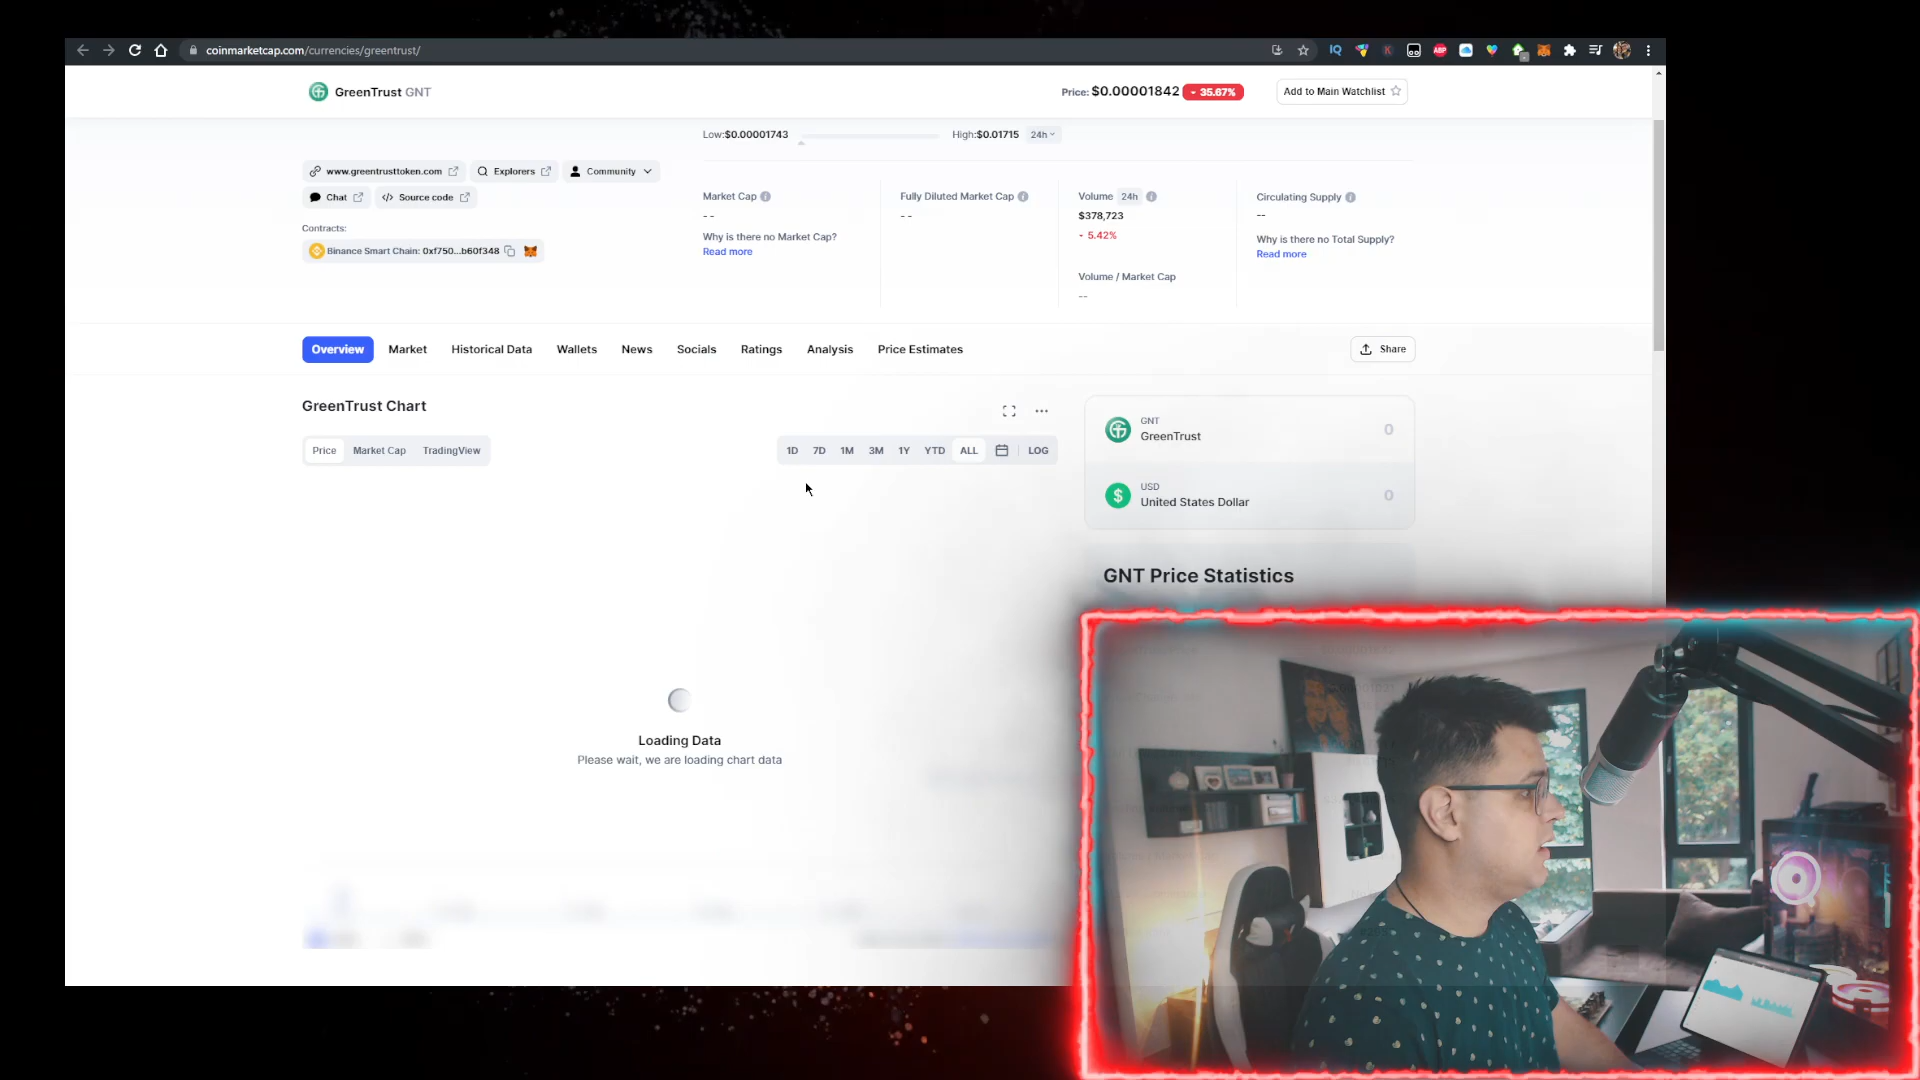 coinmarketcap.com/currencies/greentrust/
GreenTrust GNT
Price: $0.00001842 35.67%
Add to Main Watchlist
Low:$0.00001743
High:$0.01715 24h
www.greentrusttoken.com
Explorers
Community
Chat
Source code
Contracts:
Binance Smart Chain: 0xf750...b60f348
Market Cap
--
Why is there no Market Cap?
Read more
Fully Diluted Market Cap
--
Volume 24h
$378,723
5.42%
Volume / Market Cap
--
Circulating Supply
--
Why is there no Total Supply?
Read more
Overview Market Historical Data Wallets News Socials Ratings Analysis Price Estimates
Share
GreenTrust Chart
Price Market Cap TradingView
1D 7D 1M 3M 1Y YTD ALL LOG
Loading Data
Please wait, we are loading chart data
GNT
GreenTrust
0
USD
United States Dollar
0
GNT Price Statistics